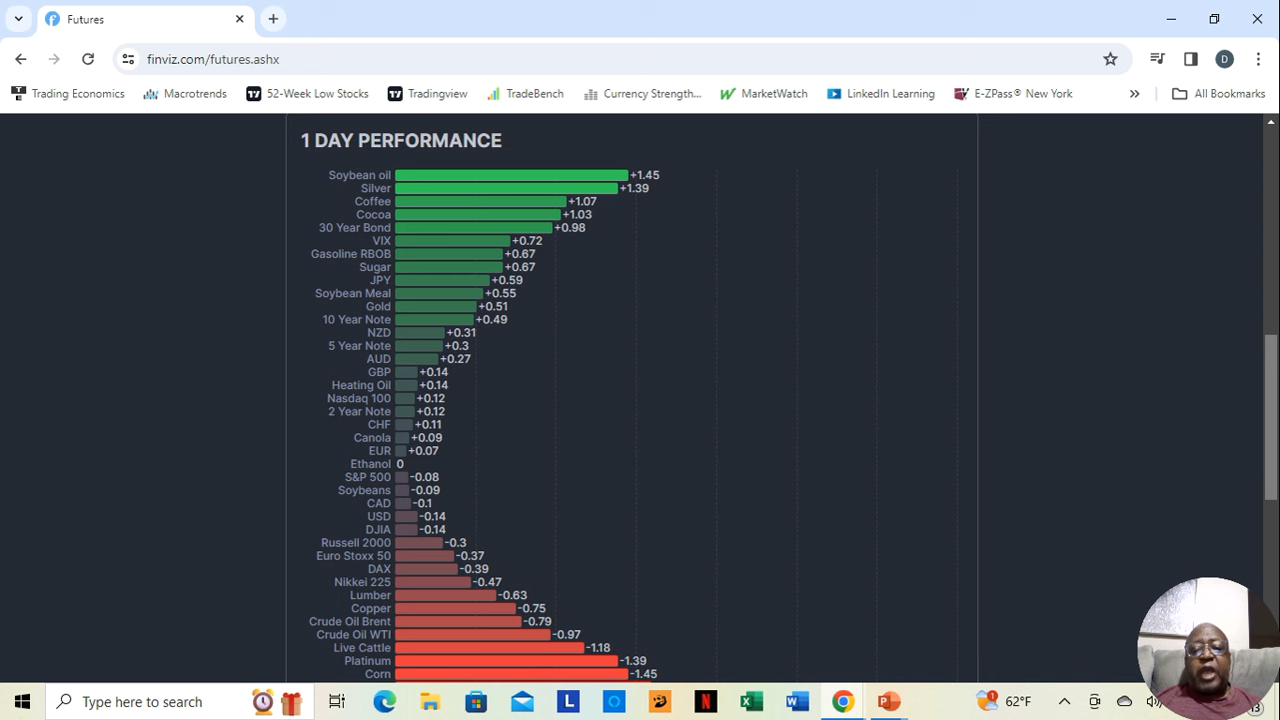 Futures
finviz.com/futures.ashx
D
Trading Economics
Macrotrends
52-Week Low Stocks
Tradingview
TradeBench
Currency Strength...
MarketWatch
LinkedIn Learning
E-ZPass® New York
All Bookmarks
1 DAY PERFORMANCE
Soybean oil +1.45
Silver +1.39
Coffee +1.07
Cocoa +1.03
30 Year Bond +0.98
VIX +0.72
Gasoline RBOB +0.67
Sugar +0.67
JPY +0.59
Soybean Meal +0.55
Gold +0.51
10 Year Note +0.49
NZD +0.31
5 Year Note +0.3
AUD +0.27
GBP +0.14
Heating Oil +0.14
Nasdaq 100 +0.12
2 Year Note +0.12
CHF +0.11
Canola +0.09
EUR +0.07
Ethanol 0
S&P 500 -0.08
Soybeans -0.09
CAD -0.1
USD -0.14
DJIA -0.14
Russell 2000 -0.3
Euro Stoxx 50 -0.37
DAX -0.39
Nikkei 225 -0.47
Lumber -0.63
Copper -0.75
Crude Oil Brent -0.79
Crude Oil WTI -0.97
Live Cattle -1.18
Platinum -1.39
Corn -1.45
Type here to search
62°F